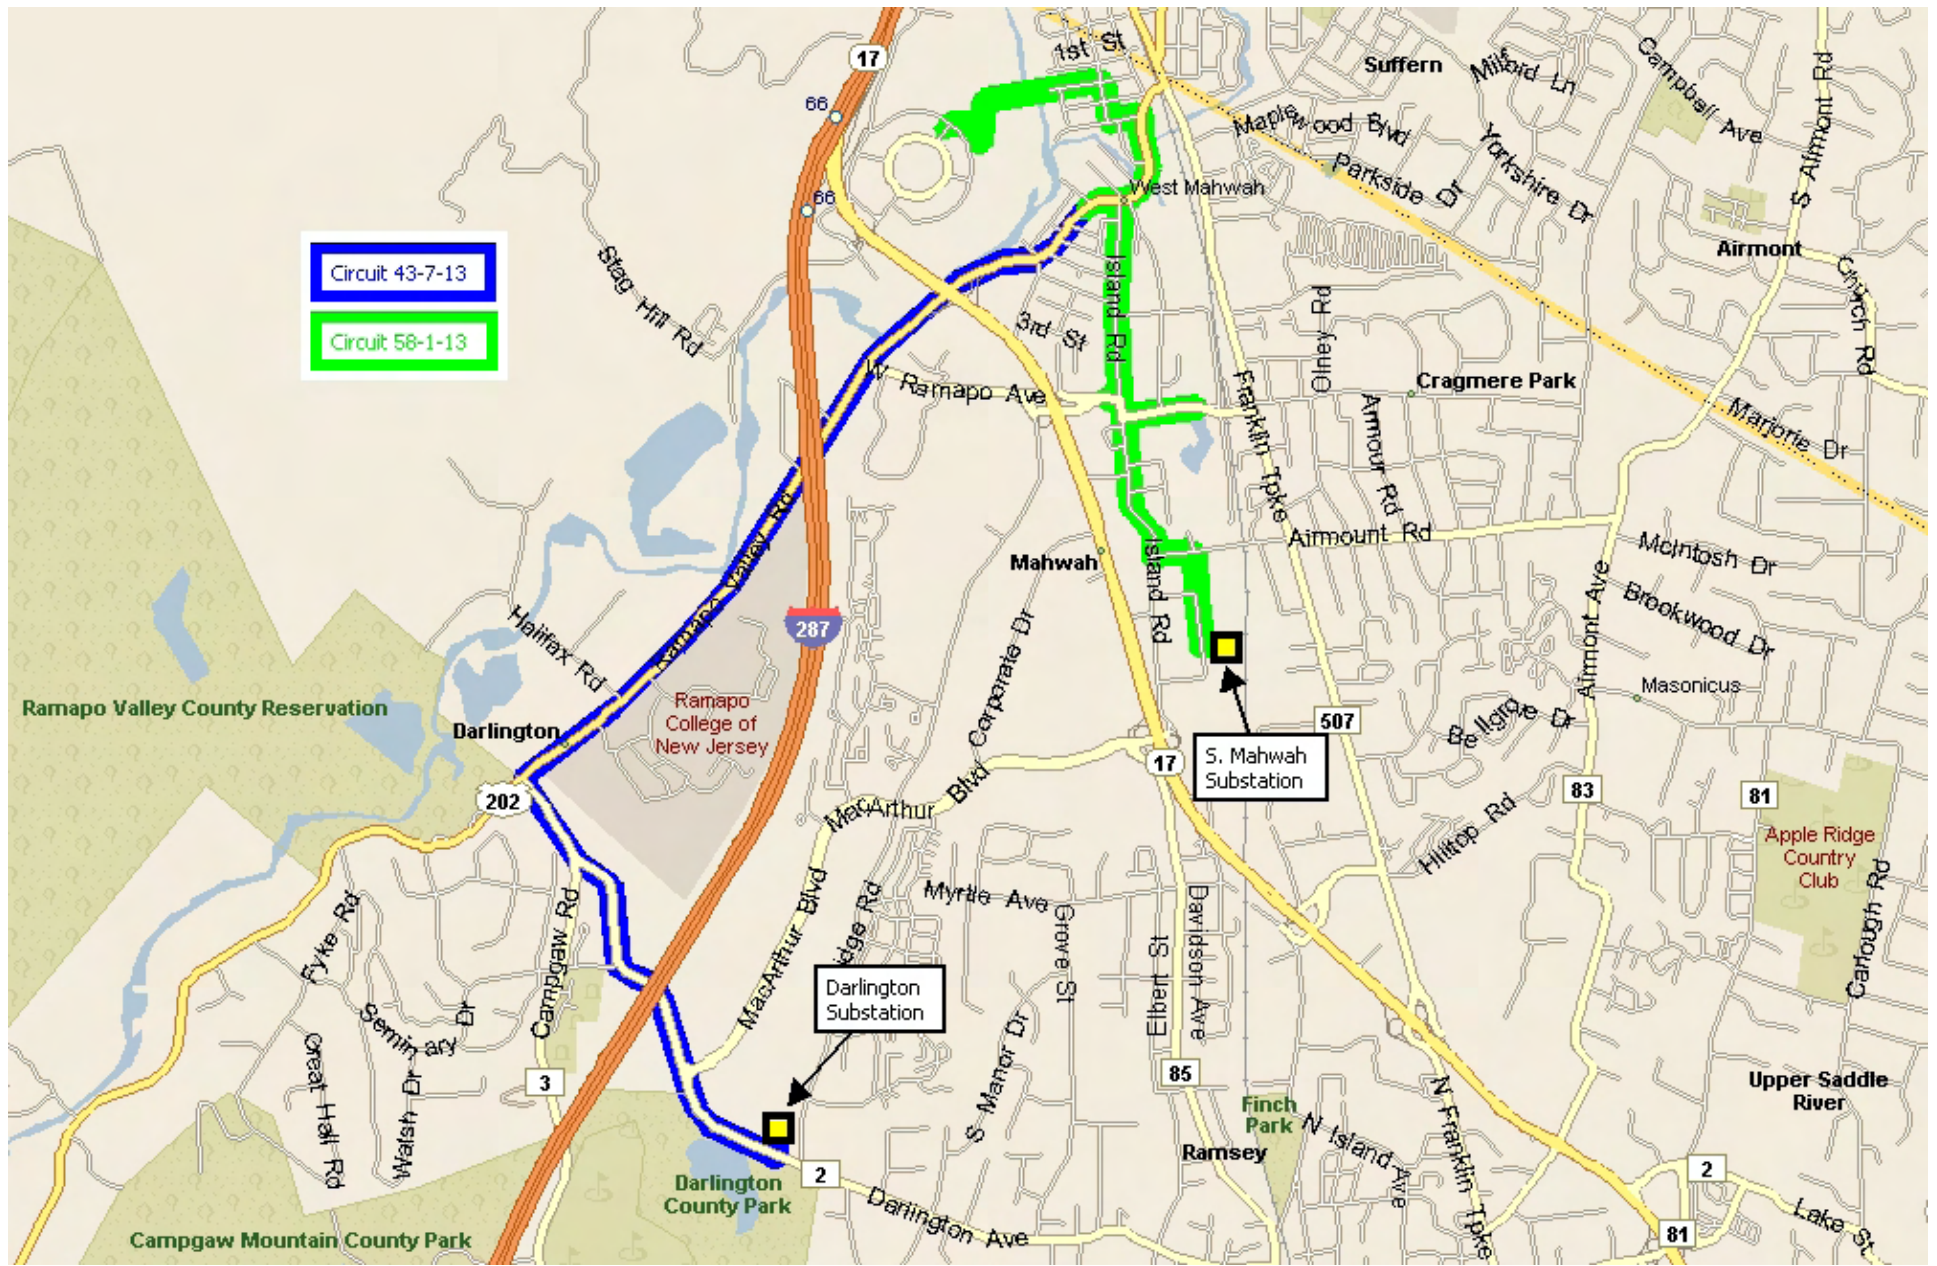 17
1st St
Suffern
Milford Ln
Campbell Ave
S Airmont Rd
66
Maplewood Blvd
Yorkshire Dr
Parkside Dr
66
West Mahwah
Airmont
Church Rd
Circuit 43-7-13
Circuit 58-1-13
Stag Hill Rd
Island Rd
3rd St
Olney Rd
W Ramapo Ave
Franklin Tpke
Cragmere Park
Armour Rd
Marjorie Dr
Ramapo Valley Rd
Airmount Rd
McIntosh Dr
Mahwah
Island Rd
Airmont Ave
Brookwood Dr
Halifax Rd
287
Corporate Dr
Masonicus
Ramapo Valley County Reservation
Ramapo
College of
New Jersey
Darlington
507
Bellgrove Dr
S. Mahwah
Substation
17
202
83
81
MacArthur Blvd
Hilltop Rd
Apple Ridge
Country
Club
Carlough Rd
Fyke Rd
Campgaw Rd
MacArthur Blvd
idge Rd
Myrtle Ave
Grove St
Elbert St
Davidson Ave
Darlington
Substation
Seminary Dr
Great Hall Rd
Walsh Dr
S Manor Dr
3
85
N Franklin Tpke
Upper Saddle
River
Finch
Park
N Island Ave
Ramsey
Darlington
County Park
2
2
Darlington Ave
Lake St
Campgaw Mountain County Park
81